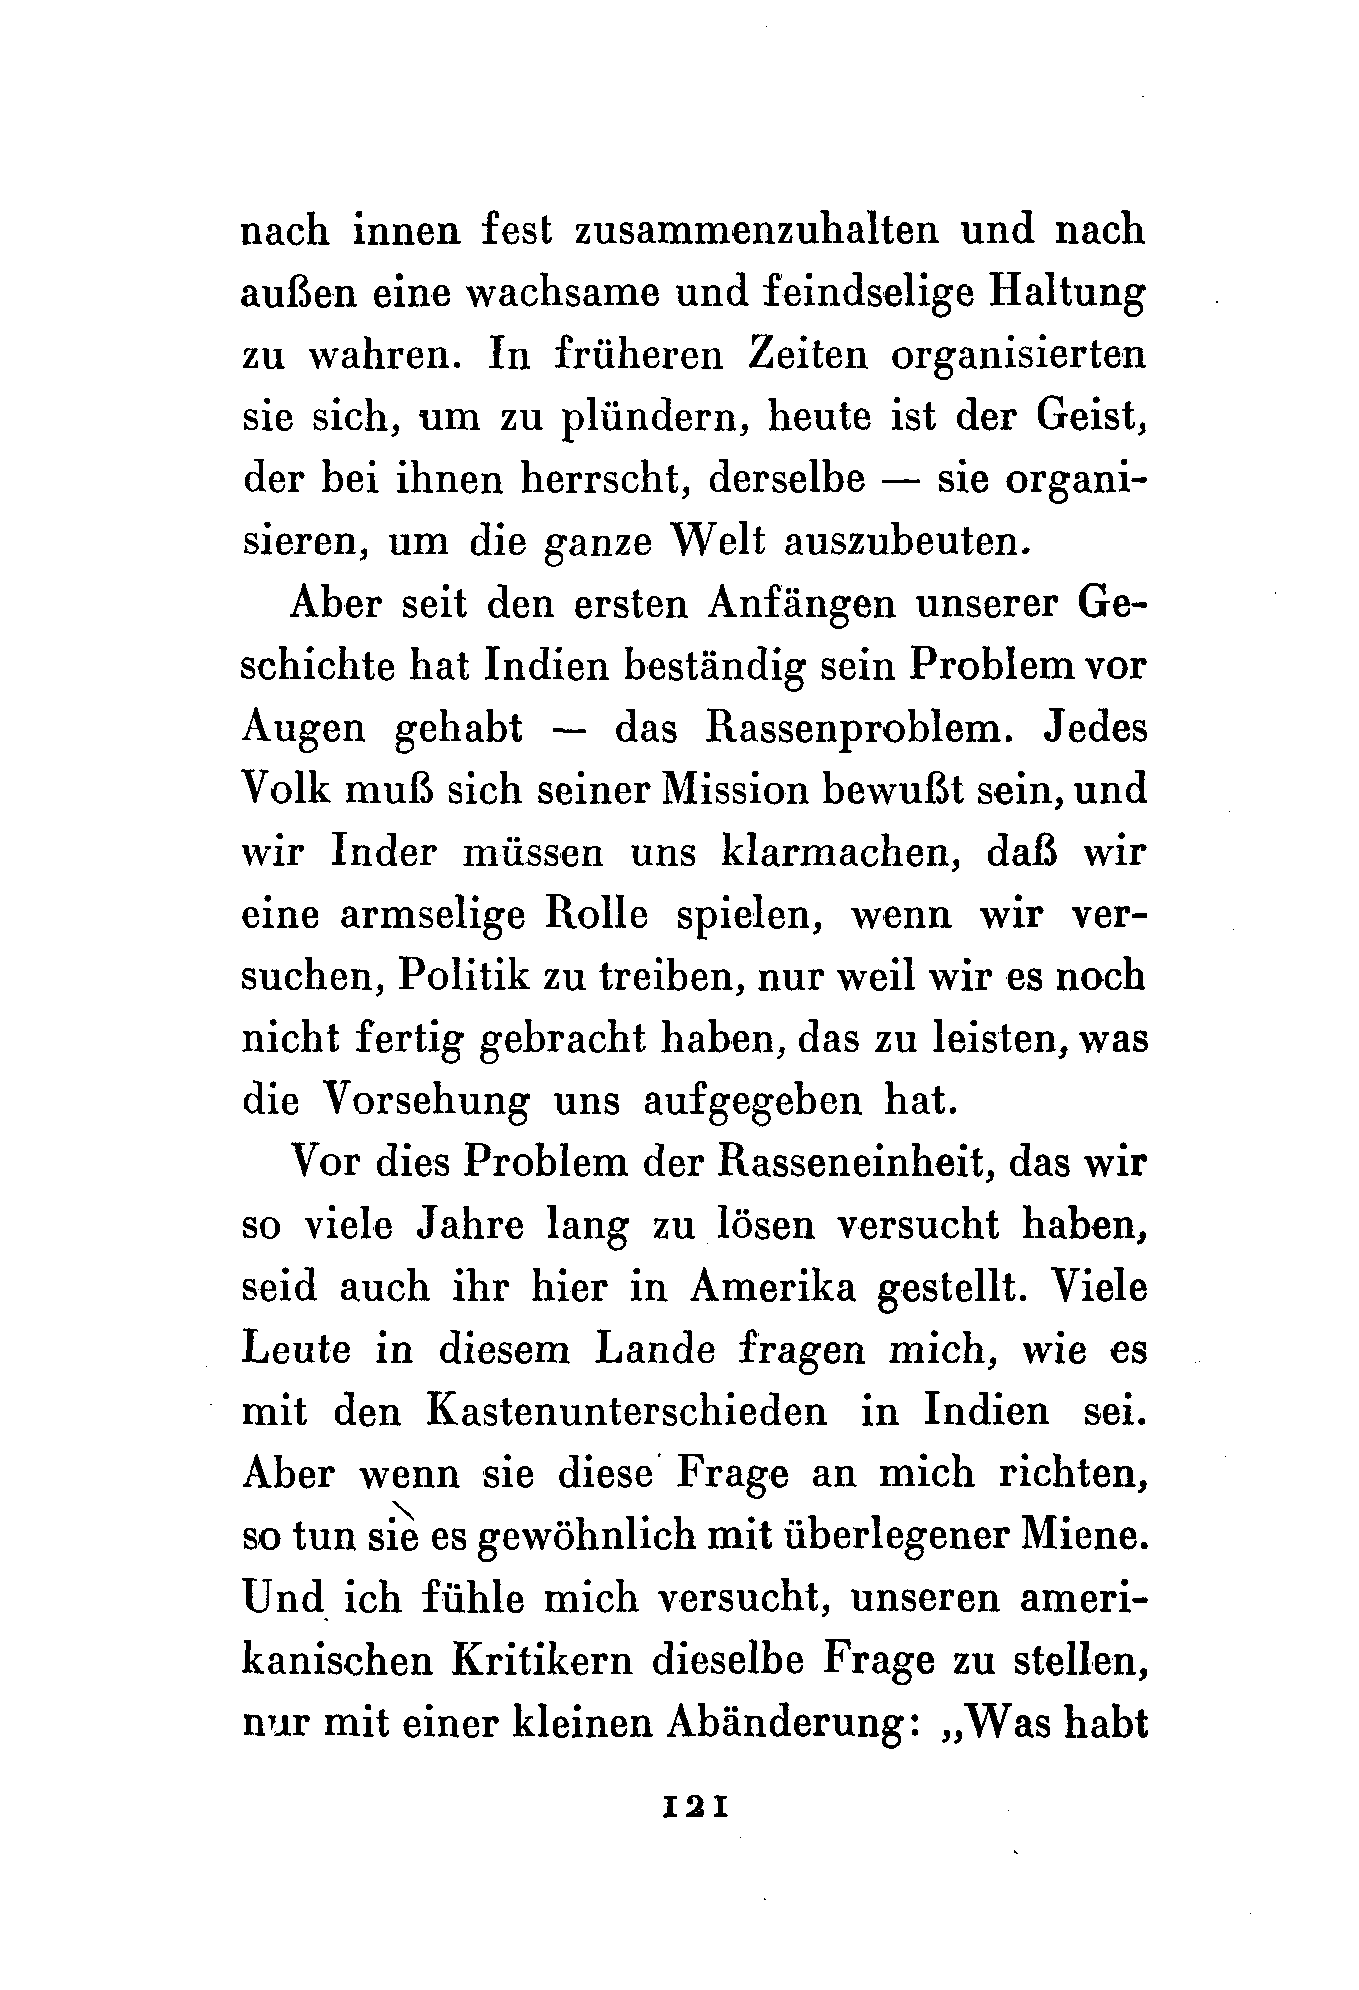 nach innen fest zusammenzuhalten und nach
außen eine wachsame und feindselige Haltung
zu wahren. In früheren Zeiten organisierten
sie sich, um zu plündern, heute ist der Geist,
der bei ihnen herrscht, derselbe — sie organi-
sieren, um die ganze Welt auszubeuten.
Aber seit den ersten Anfängen unserer Ge-
schichte hat Indien beständig sein Problem vor
Augen gehabt — das Rassenproblem. Jedes
Volk muß sich seiner Mission bewußt sein, und
wir Inder müssen uns klarmachen, daß wir
eine armselige Rolle spielen, wenn wir ver-
suchen, Politik zu treiben, nur weil wir es noch
nicht fertig gebracht haben, das zu leisten, was
die Vorsehung uns aufgegeben hat.
Vor dies Problem der Rasseneinheit, das wir
so viele Jahre lang zu lösen versucht haben,
seid auch ihr hier in Amerika gestellt. Viele
Leute in diesem Lande fragen mich, wie es
mit den Kastenunterschieden in Indien sei.
Aber wenn sie diese Frage an mich richten,
so tun sie es gewöhnlich mit überlegener Miene.
Und ich fühle mich versucht, unseren ameri-
kanischen Kritikern dieselbe Frage zu stellen,
nur mit einer kleinen Abänderung: „Was habt
121